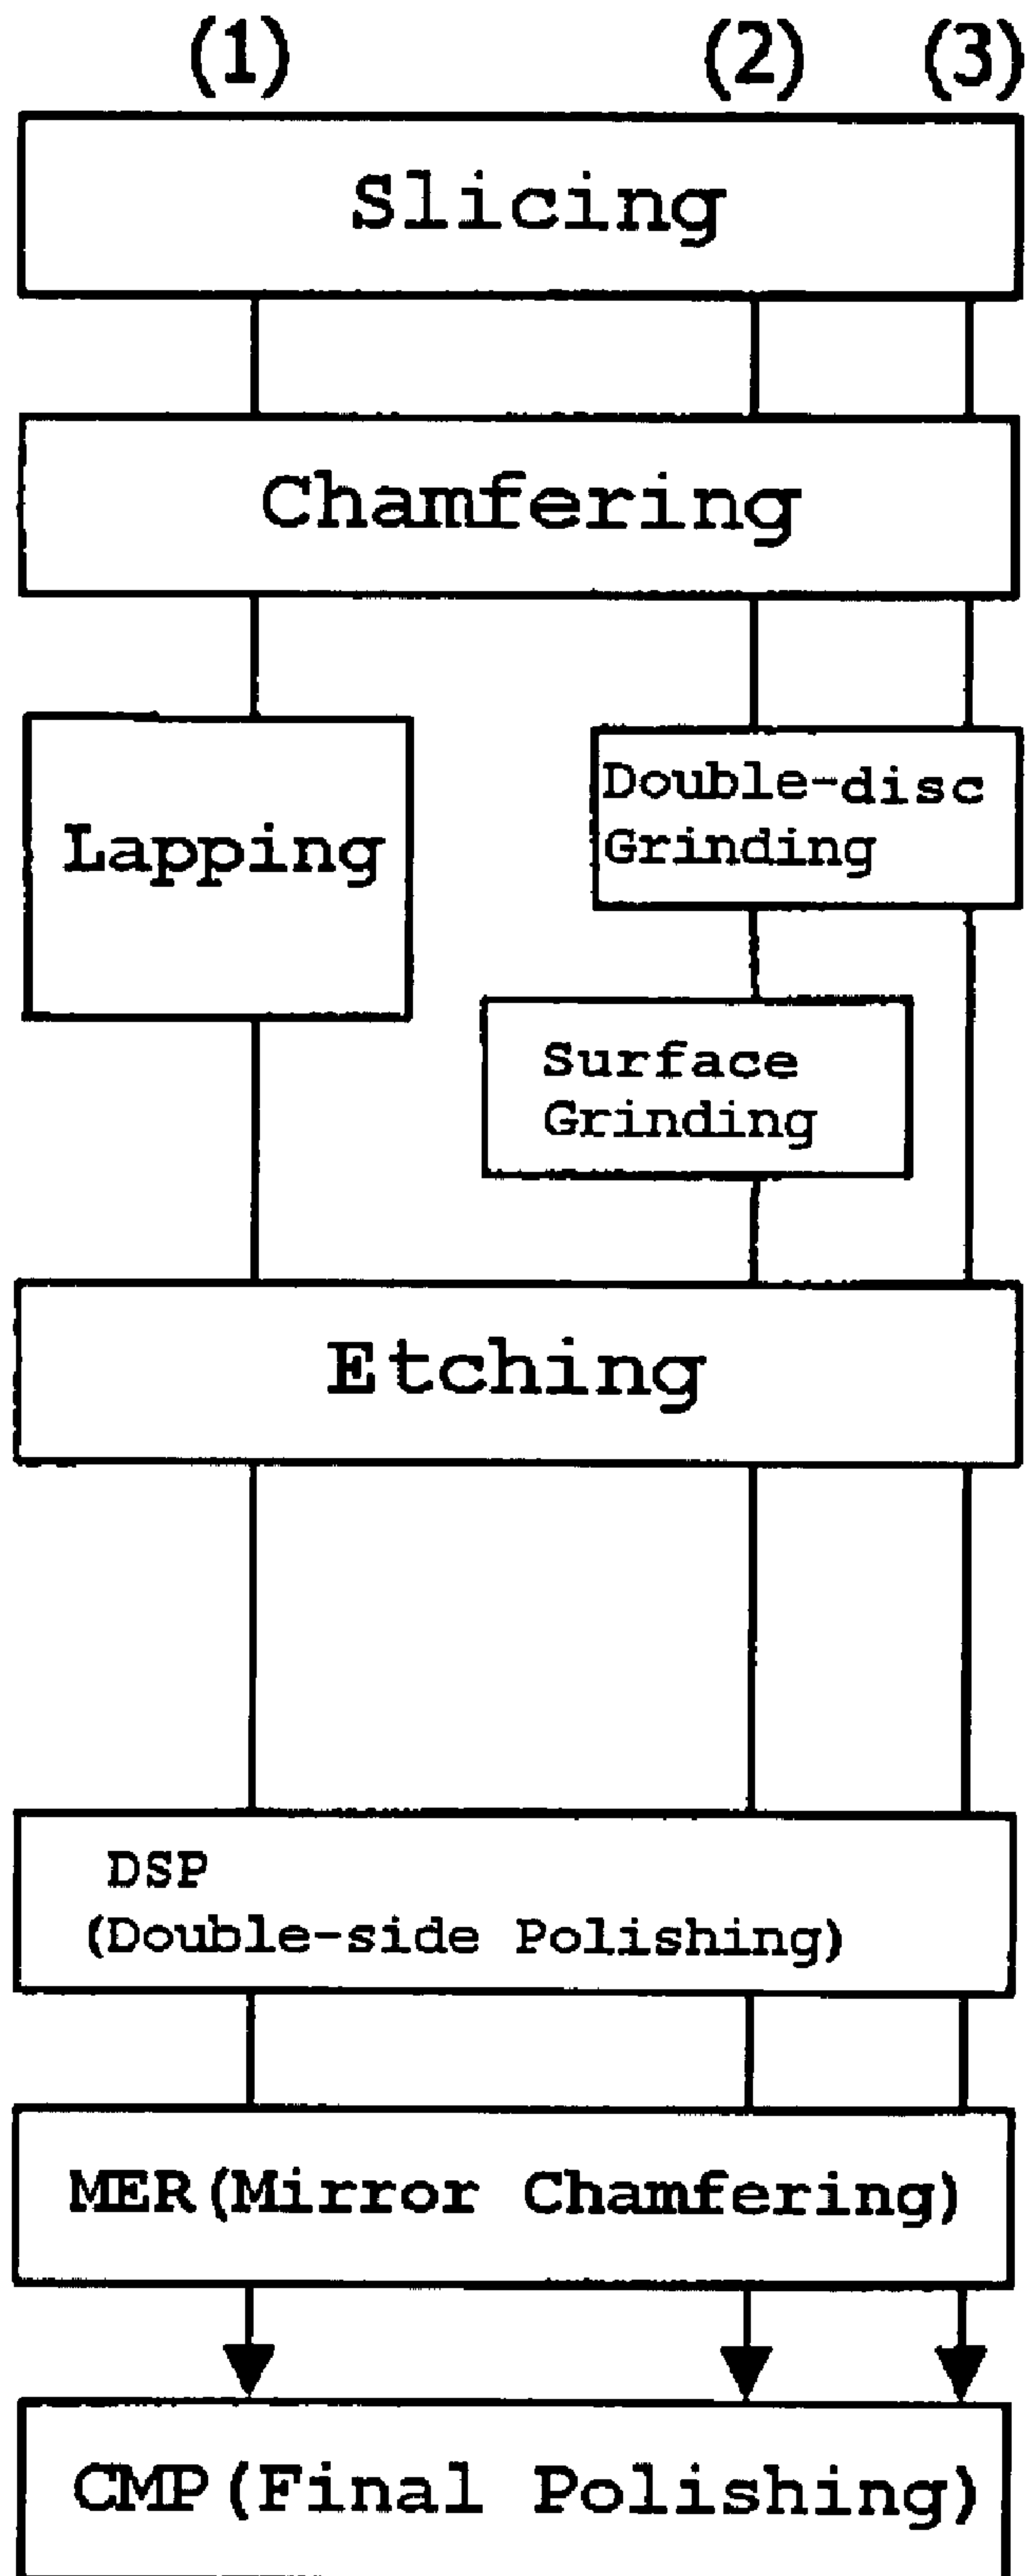 (1) (2) (3)
Slicing
Chamfering
Lapping
Double-disc
Grinding
Surface
Grinding
Etching
DSP
(Double-side Polishing)
MER(Mirror Chamfering)
CMP(Final Polishing)